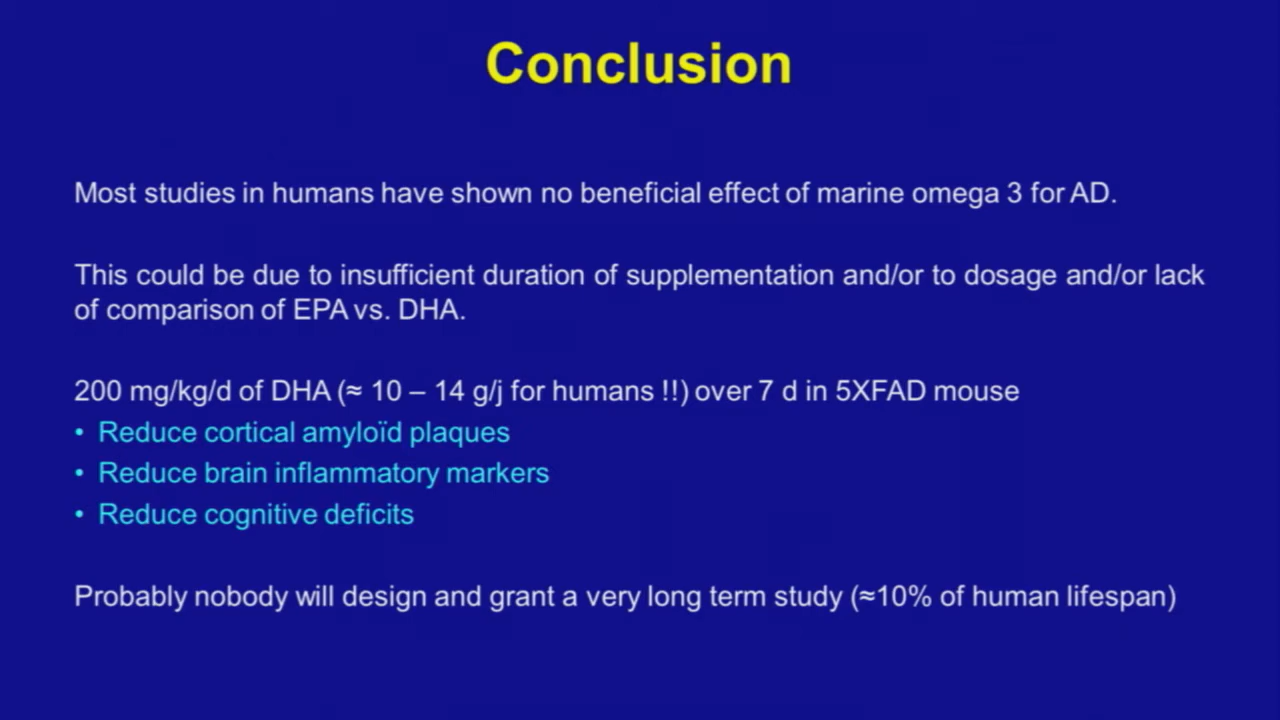 Conclusion
Most studies in humans have shown no beneficial effect of marine omega 3 for AD.
This could be due to insufficient duration of supplementation and/or to dosage and/or lack
of comparison of EPA vs. DHA.
200 mg/kg/d of DHA (≈ 10 – 14 g/j for humans !!) over 7 d in 5XFAD mouse
• Reduce cortical amyloïd plaques
• Reduce brain inflammatory markers
• Reduce cognitive deficits
Probably nobody will design and grant a very long term study (≈10% of human lifespan)